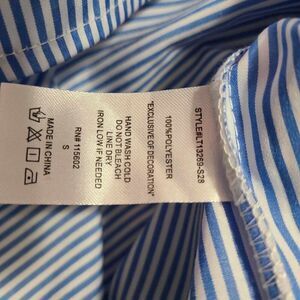 STYLE#LT13269-S28
100%POLYESTER
"EXCLUSIVE OF DECORATION"
HAND WASH COLD
DO NOT BLEACH
LINE DRY
IRON LOW IF NEEDED
RN# 115602
S
MADE IN CHINA